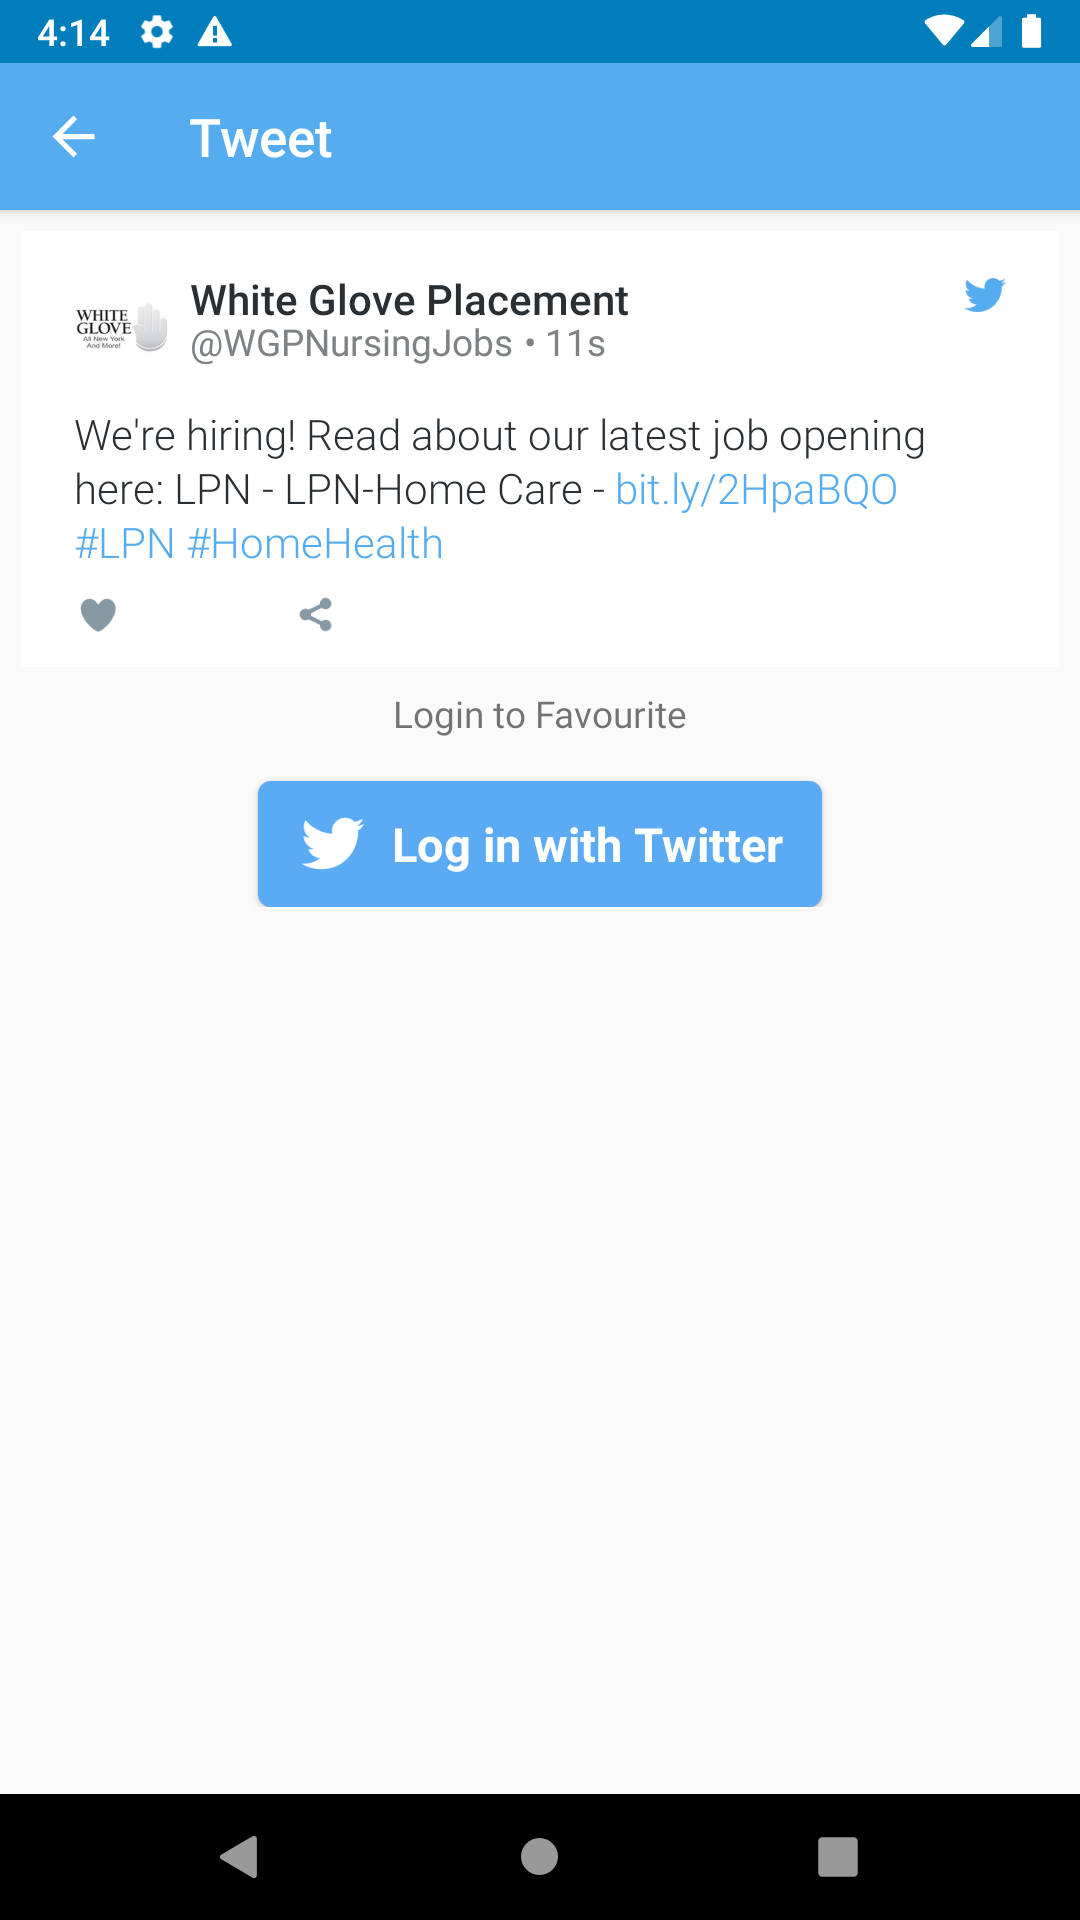 4:14
Tweet
WHITE
GLOVE
All New York
And More!
White Glove Placement
@WGPNursingJobs • 11s
We're hiring! Read about our latest job opening
here: LPN - LPN-Home Care - bit.ly/2HpaBQO
#LPN #HomeHealth
Login to Favourite
Log in with Twitter